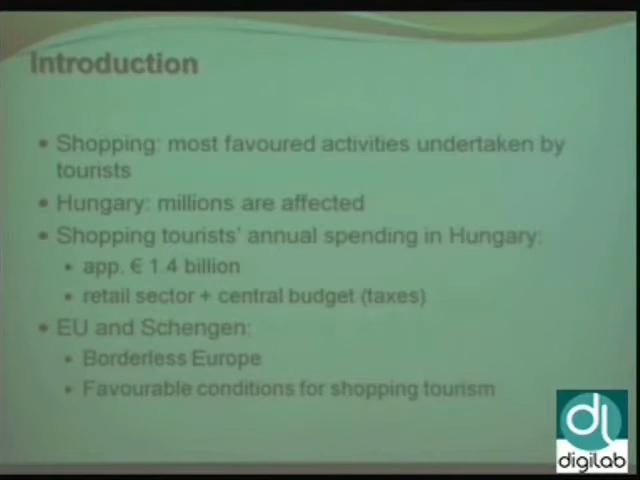 Introduction
• Shopping: most favoured activities undertaken by
tourists
• Hungary: millions are affected
• Shopping tourists' annual spending in Hungary:
• app. € 1.4 billion
• retail sector + central budget (taxes)
• EU and Schengen:
• Borderless Europe
• Favourable conditions for shopping tourism
dl
digilab